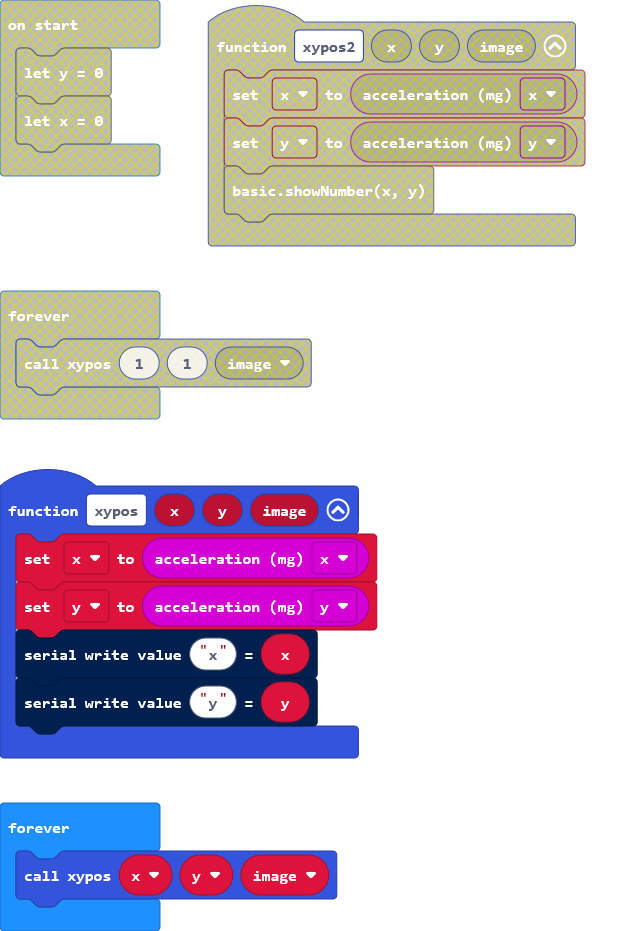 on start
let y = 0
let x = 0
function xypos2 x y image
set x to acceleration (mg) x
set y to acceleration (mg) y
basic.showNumber(x, y)
forever
call xypos 1 1 image
function xypos x y image
set x to acceleration (mg) x
set y to acceleration (mg) y
serial write value "x" = x
serial write value "y" = y
forever
call xypos x y image